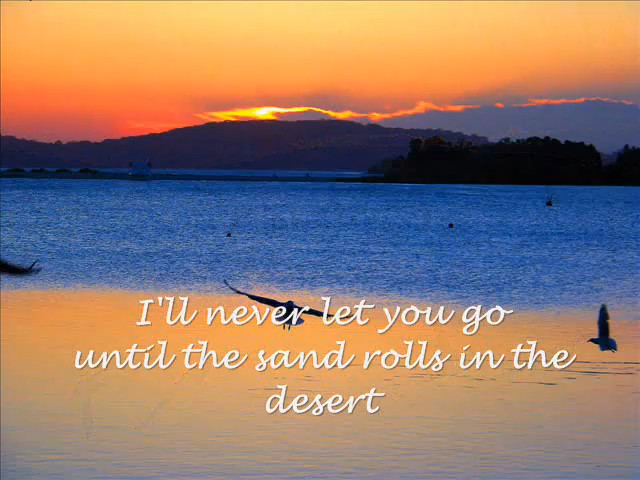 I'll never let you go
until the sand rolls in the
desert